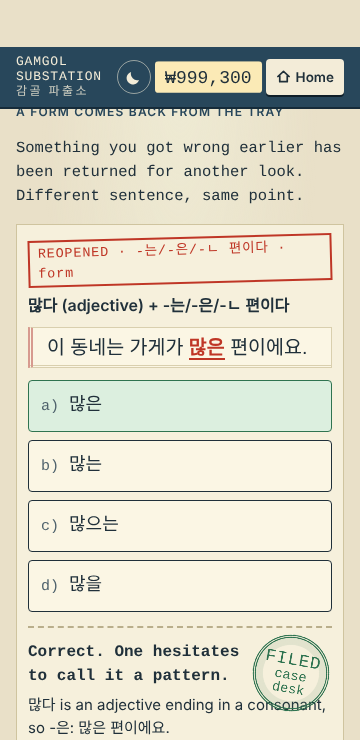 GAMGOL
SUBSTATION
감골 파출소
₩999,300
Home
A FORM COMES BACK FROM THE TRAY
Something you got wrong earlier has
been returned for another look.
Different sentence, same point.
REOPENED · -는/-은/-ㄴ 편이다 ·
form
많다 (adjective) + -는/-은/-ㄴ 편이다
이 동네는 가게가 많은 편이에요.
a) 많은
b) 많는
c) 많으는
d) 많을
Correct. One hesitates
to call it a pattern.
FILED
case
desk
많다 is an adjective ending in a consonant,
so -은: 많은 편이에요.